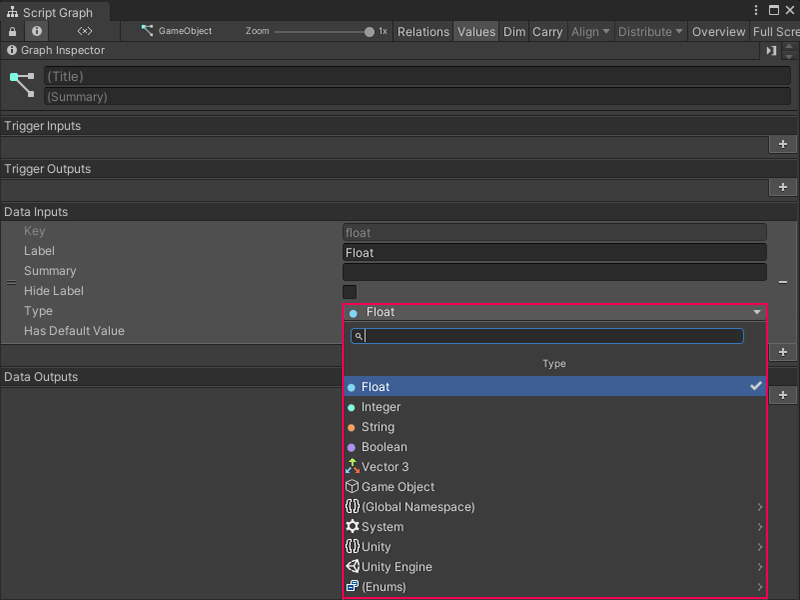 Script Graph
GameObject Zoom 1x Relations Values Dim Carry Align Distribute Overview Full Scre
Graph Inspector
(Title)
(Summary)
Trigger Inputs
+
Trigger Outputs
+
Data Inputs
Key float
Label Float
Summary
Hide Label
Type Float
Has Default Value
+
Type
Data Outputs
Float
+
Integer
String
Boolean
Vector 3
Game Object
(Global Namespace)
System
Unity
Unity Engine
(Enums)